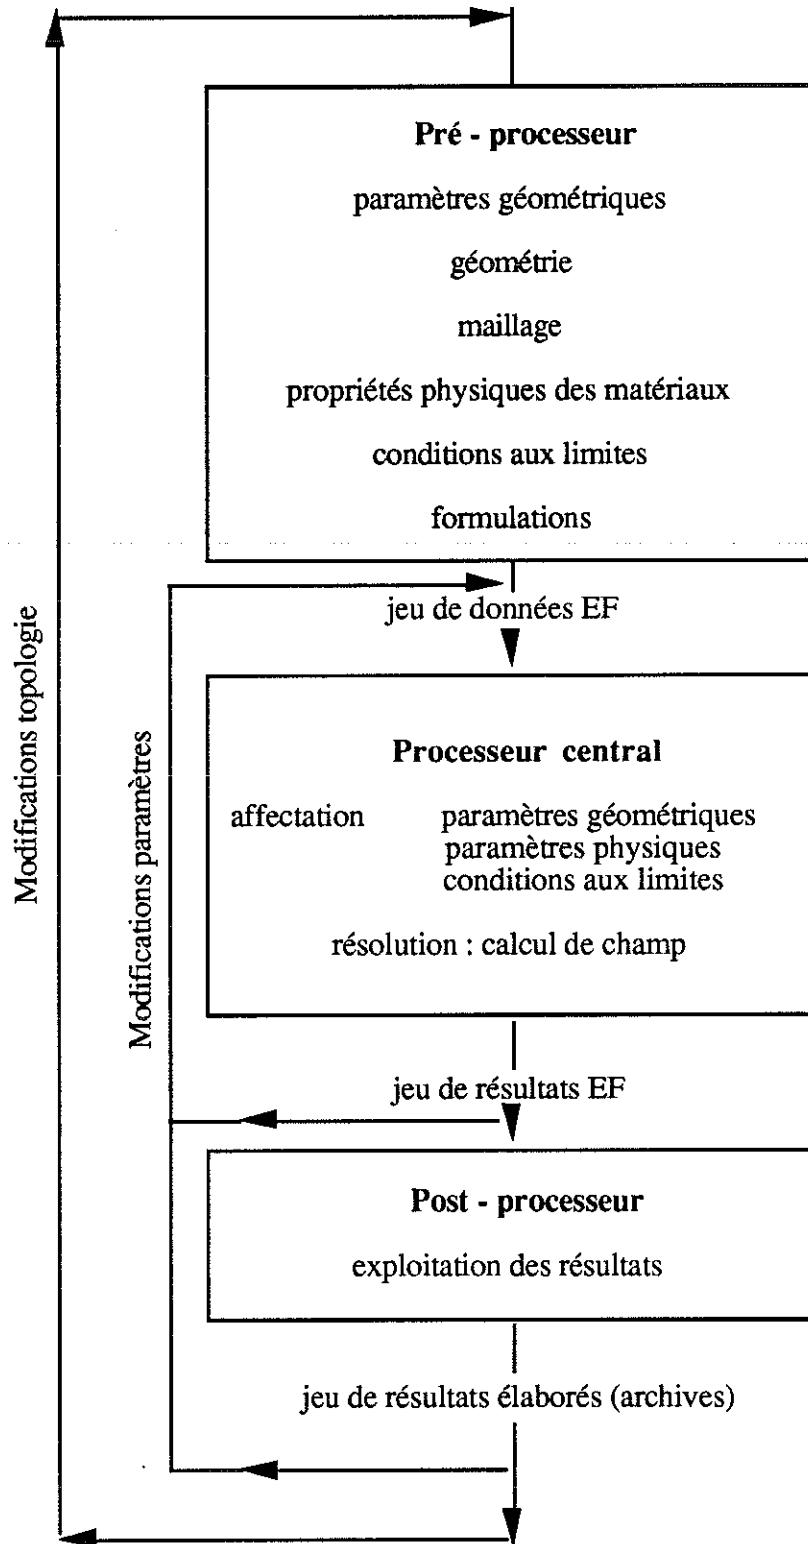 Pré - processeur
paramètres géométriques
géométrie
maillage
propriétés physiques des matériaux
conditions aux limites
formulations
jeu de données EF
Processeur central
affectation paramètres géométriques
paramètres physiques
conditions aux limites
résolution : calcul de champ
jeu de résultats EF
Post - processeur
exploitation des résultats
jeu de résultats élaborés (archives)
Modifications topologie
Modifications paramètres